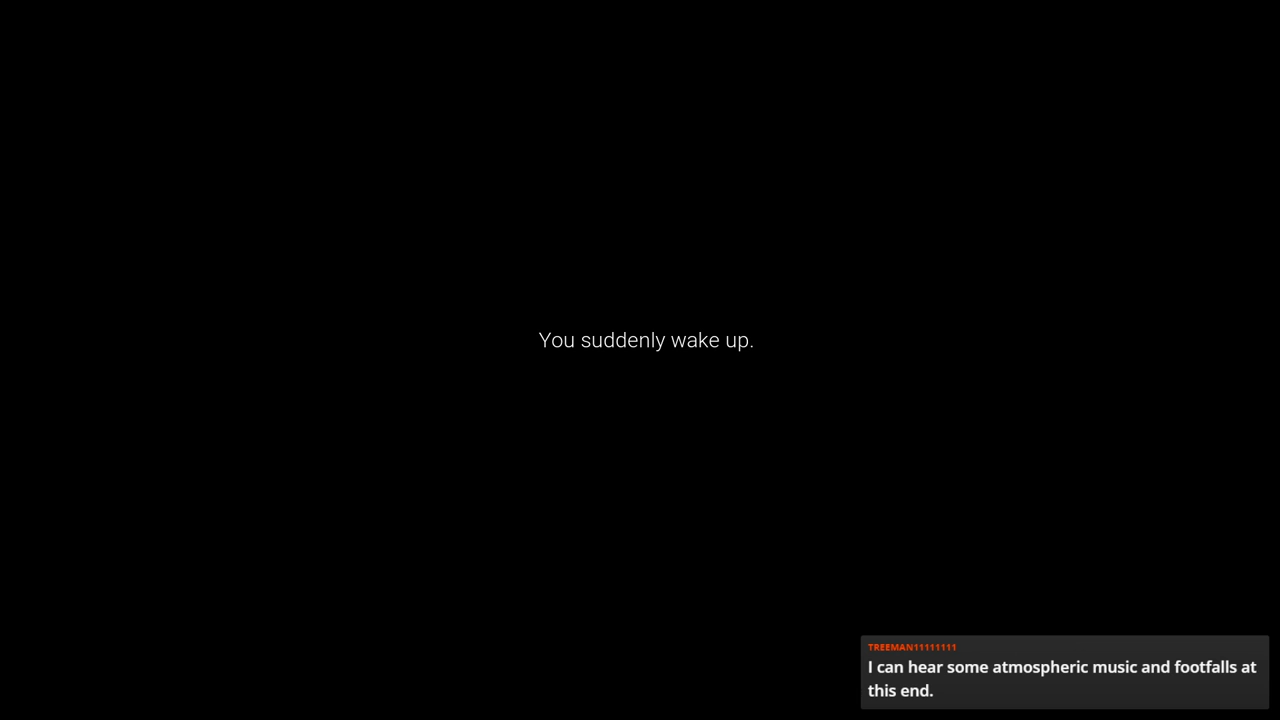 You suddenly wake up.
TREEMAN11111111
I can hear some atmospheric music and footfalls at
this end.